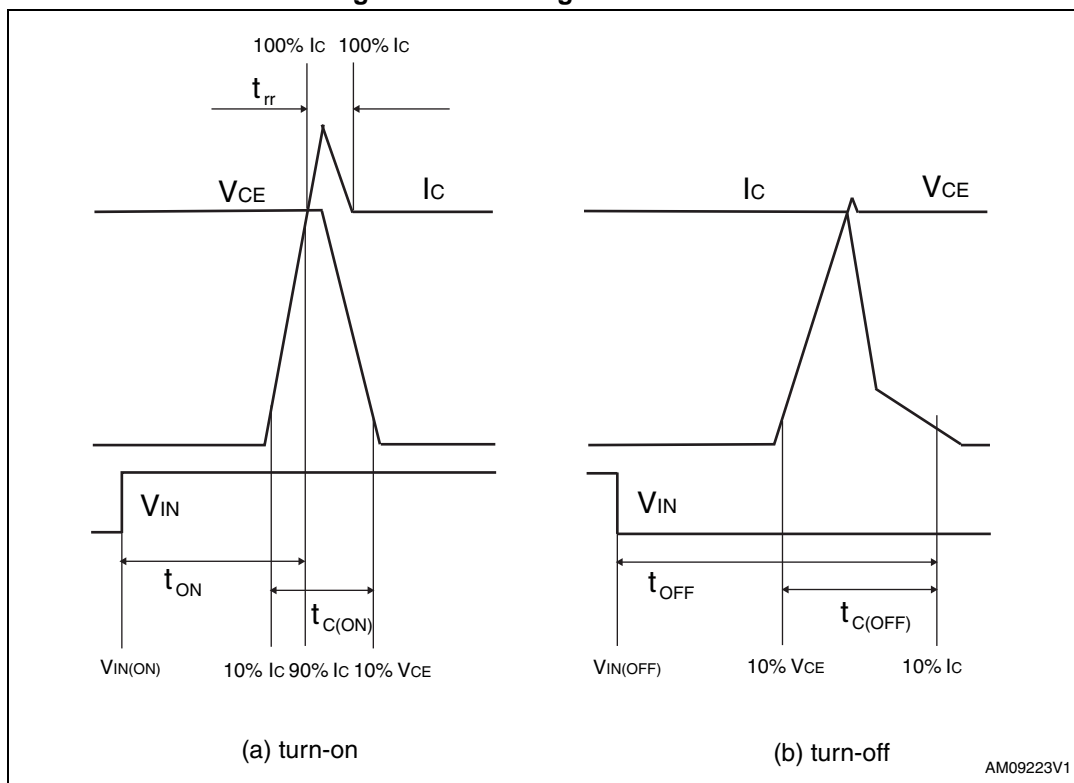 100% IC 100% IC
trr
VCE IC
IC VCE
VIN
VIN
tON
tOFF
tC(ON)
tC(OFF)
VIN(ON) 10% IC 90% IC 10% VCE
VIN(OFF) 10% VCE 10% IC
(a) turn-on
(b) turn-off
AM09223V1